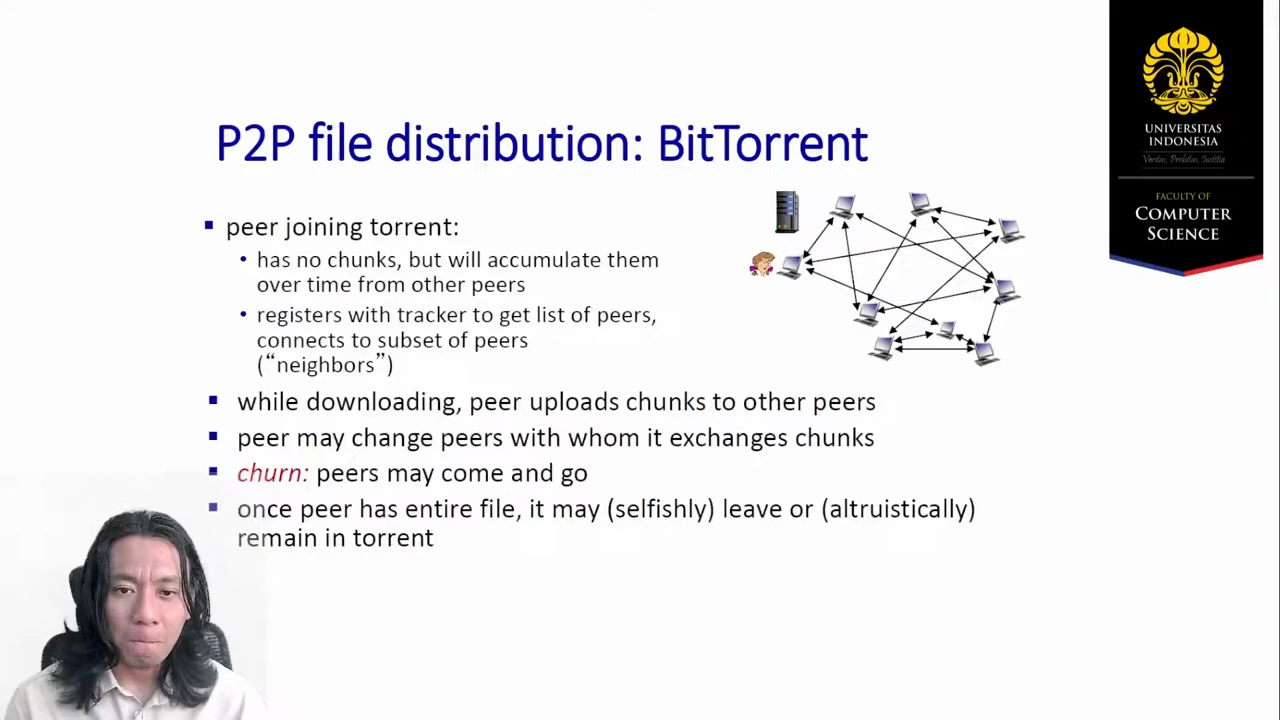 P2P file distribution: BitTorrent
▪ peer joining torrent:
• has no chunks, but will accumulate them
over time from other peers
• registers with tracker to get list of peers,
connects to subset of peers
(“neighbors”)
▪ while downloading, peer uploads chunks to other peers
▪ peer may change peers with whom it exchanges chunks
▪ churn: peers may come and go
▪ once peer has entire file, it may (selfishly) leave or (altruistically)
remain in torrent
UNIVERSITAS
INDONESIA
Veritas, Probitas, Iustitia
FACULTY OF
COMPUTER
SCIENCE